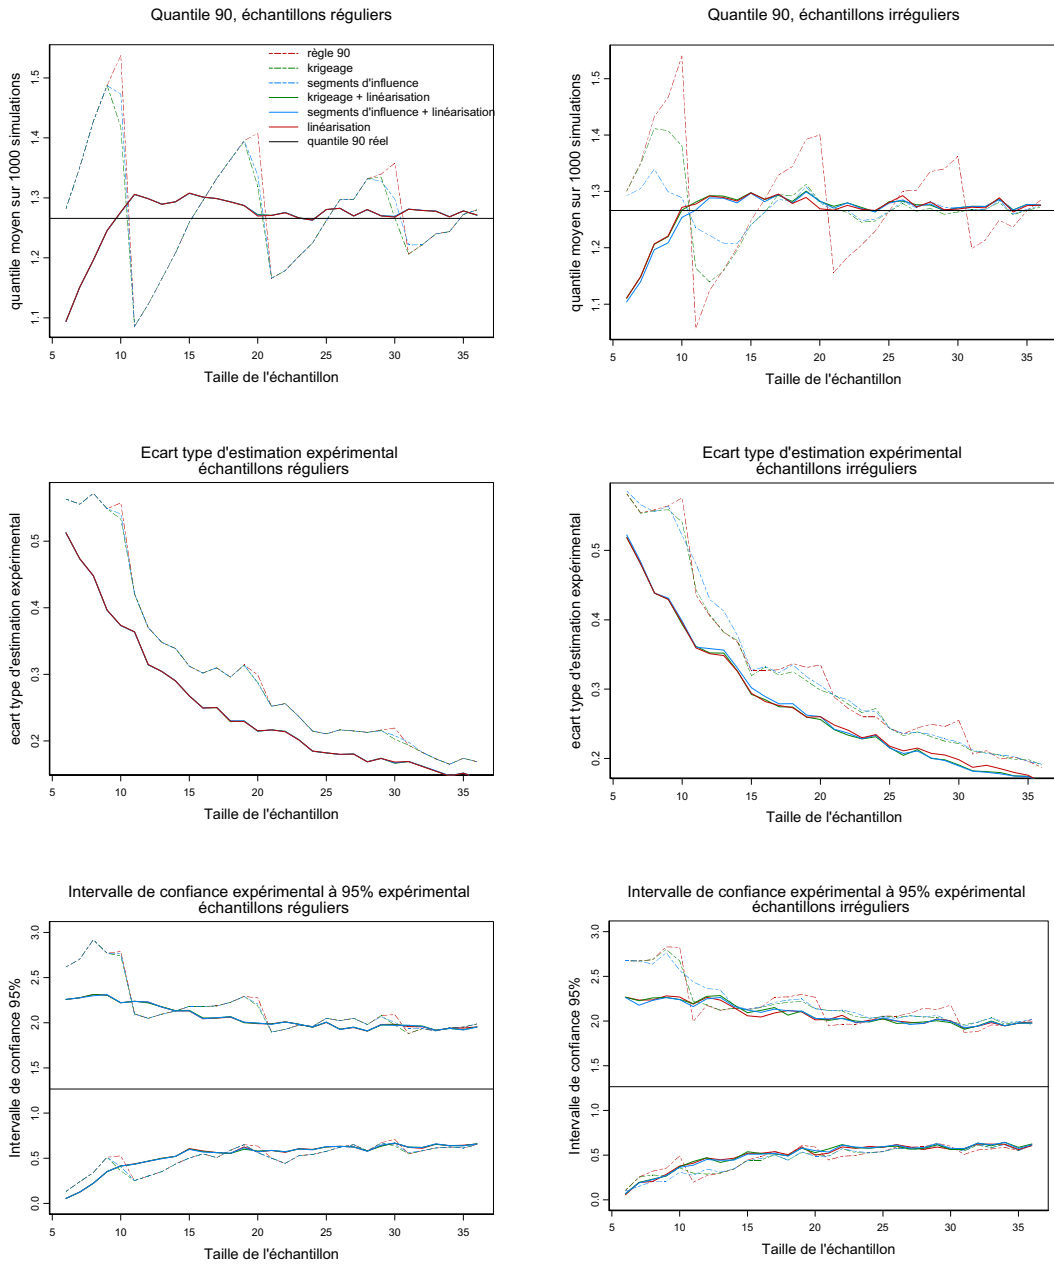 Quantile 90, échantillons réguliers
quantile moyen sur 1000 simulations
1.1 1.2 1.3 1.4 1.5
règle 90
krigeage
segments d'influence
krigeage + linéarisation
segments d'influence + linéarisation
linéarisation
quantile 90 réel
5 10 15 20 25 30 35
Taille de l'échantillon
Quantile 90, échantillons irréguliers
quantile moyen sur 1000 simulations
1.1 1.2 1.3 1.4 1.5
5 10 15 20 25 30 35
Taille de l'échantillon
Ecart type d'estimation expérimental
échantillons réguliers
ecart type d'estimation expérimental
0.2 0.3 0.4 0.5
5 10 15 20 25 30 35
Taille de l'échantillon
Ecart type d'estimation expérimental
échantillons irréguliers
ecart type d'estimation expérimental
0.2 0.3 0.4 0.5
5 10 15 20 25 30 35
Taille de l'échantillon
Intervalle de confiance expérimental à 95% expérimental
échantillons réguliers
Intervalle de confiance 95%
0.0 0.5 1.0 1.5 2.0 2.5 3.0
5 10 15 20 25 30 35
Taille de l'échantillon
Intervalle de confiance expérimental à 95% expérimental
échantillons irréguliers
Intervalle de confiance 95%
0.0 0.5 1.0 1.5 2.0 2.5 3.0
5 10 15 20 25 30 35
Taille de l'échantillon